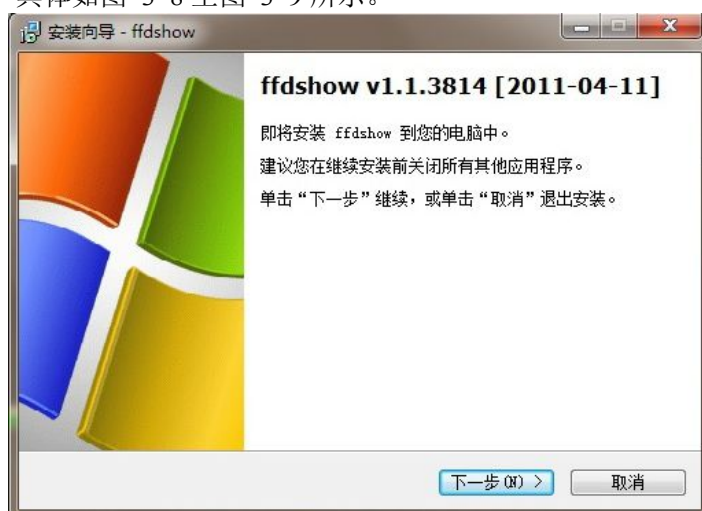 具体如图 3-8 至图 3-9 所示。
安装向导 - ffdshow
ffdshow v1.1.3814 [2011-04-11]
即将安装 ffdshow 到您的电脑中。
建议您在继续安装前关闭所有其他应用程序。
单击“下一步”继续，或单击“取消”退出安装。
下一步(N) >
取消